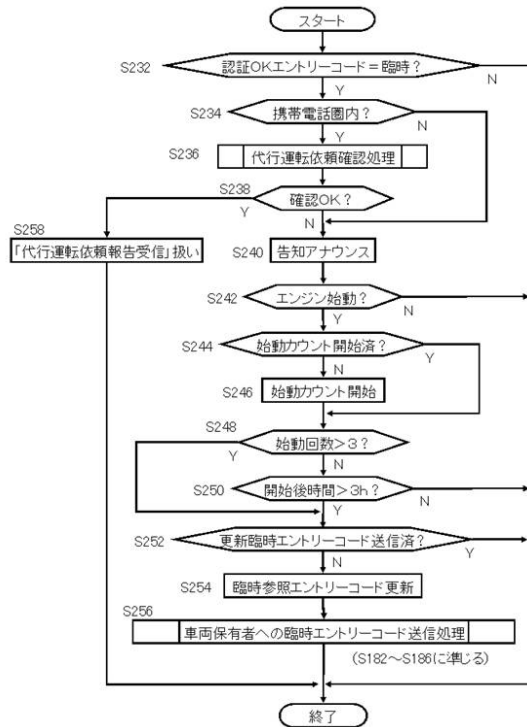 スタート
S232
認証OKエントリーコード＝臨時？
N
Y
S234
携帯電話圏内？
N
Y
S236
代行運転依頼確認処理
S238
確認OK？
Y
N
S258
「代行運転依頼報告受信」扱い
S240
告知アナウンス
S242
エンジン始動？
N
Y
S244
始動カウント開始済？
Y
N
S246
始動カウント開始
S248
始動回数＞3？
Y
N
S250
開始後時間＞3h？
N
Y
S252
更新臨時エントリーコード送信済？
Y
N
S254
臨時参照エントリーコード更新
S256
車両保有者への臨時エントリーコード送信処理
(S182～S186に準じる)
終了